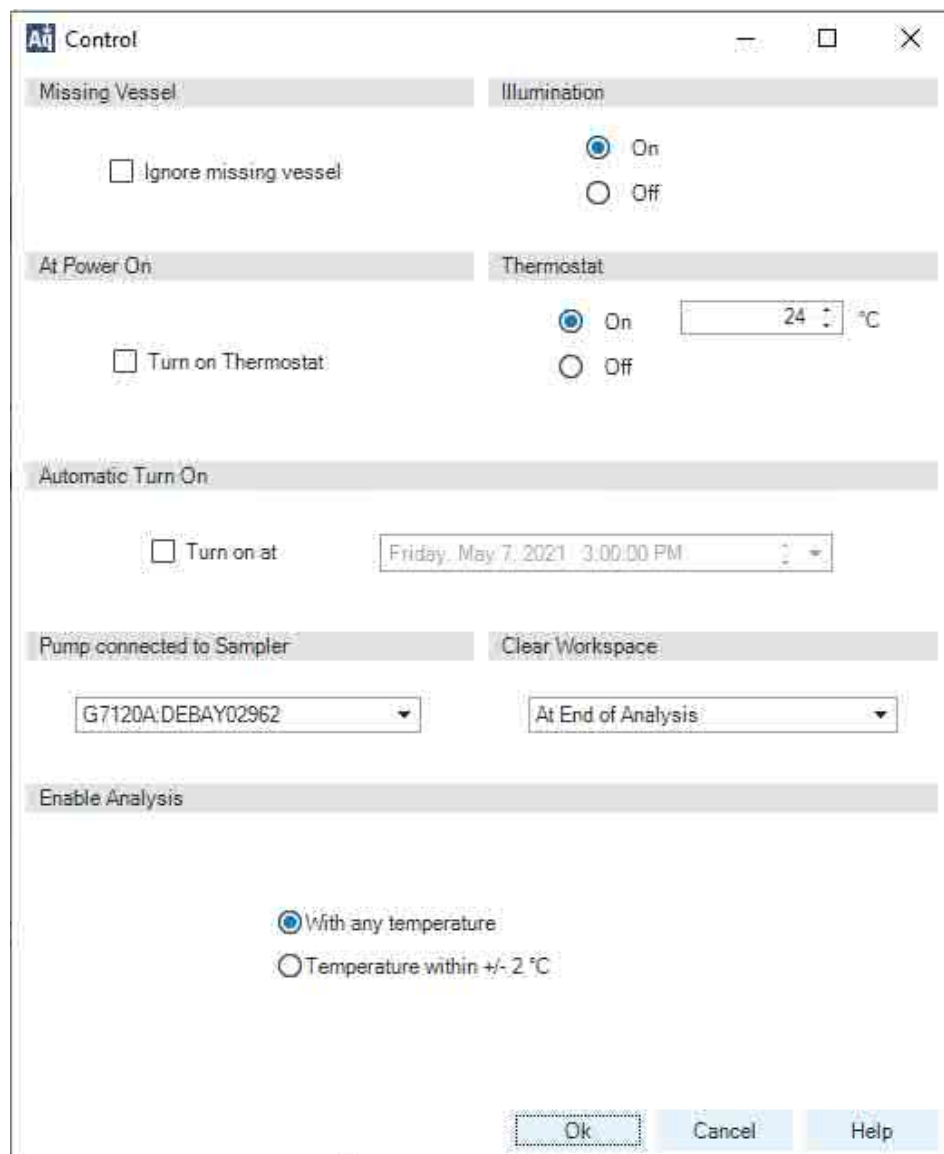 Aq Control
Missing Vessel
Illumination
Ignore missing vessel
On
Off
At Power On
Thermostat
Turn on Thermostat
On 24 °C
Off
Automatic Turn On
Turn on at Friday, May 7, 2021 3:00:00 PM
Pump connected to Sampler
Clear Workspace
G7120A:DEBAY02962
At End of Analysis
Enable Analysis
With any temperature
Temperature within +/- 2 °C
Ok Cancel Help